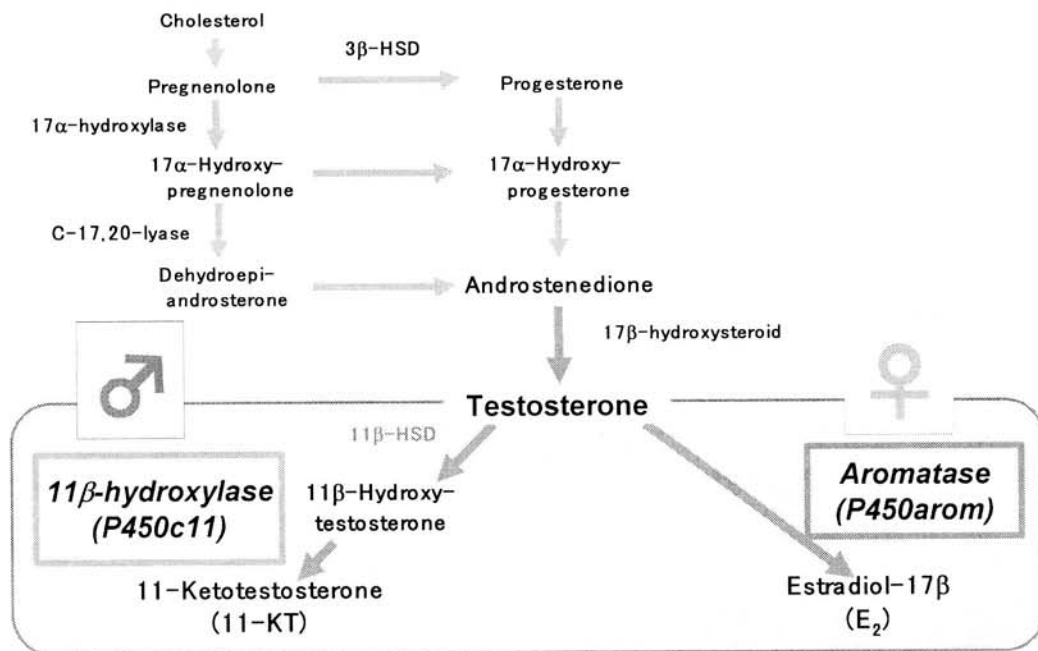 Cholesterol
3β-HSD
Pregnenolone
Progesterone
17α-hydroxylase
17α-Hydroxy-
pregnenolone
17α-Hydroxy-
progesterone
C-17,20-lyase
Dehydroepi-
androsterone
Androstenedione
17β-hydroxysteroid
Testosterone
11β-HSD
11β-hydroxylase
(P450c11)
11β-Hydroxy-
testosterone
Aromatase
(P450arom)
11-Ketotestosterone
(11-KT)
Estradiol-17β
(E₂)